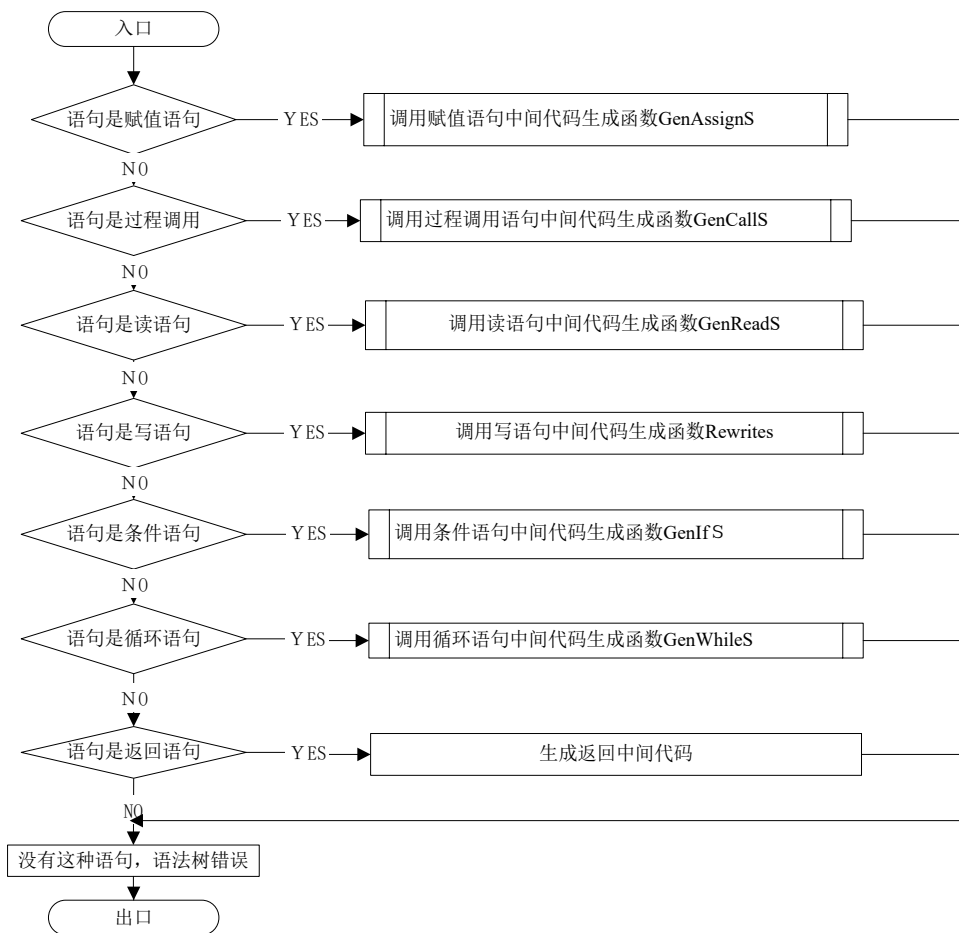 入口
语句是赋值语句
YES
调用赋值语句中间代码生成函数GenAssignS
NO
语句是过程调用
YES
调用过程调用语句中间代码生成函数GenCallS
NO
语句是读语句
YES
调用读语句中间代码生成函数GenReadS
NO
语句是写语句
YES
调用写语句中间代码生成函数Rewrites
NO
语句是条件语句
YES
调用条件语句中间代码生成函数GenIfS
NO
语句是循环语句
YES
调用循环语句中间代码生成函数GenWhileS
NO
语句是返回语句
YES
生成返回中间代码
NO
没有这种语句，语法树错误
出口